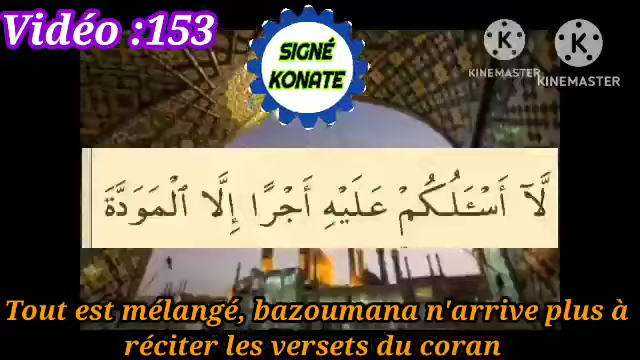 Vidéo :153
SIGNÉ
KONATE
KINEMASTER
KINEMASTER
لَّآ أَسْـَٔلُكُمْ عَلَيْهِ أَجْرًا إِلَّا ٱلْمَوَدَّةَ
Tout est mélangé, bazoumana n'arrive plus à
réciter les versets du coran